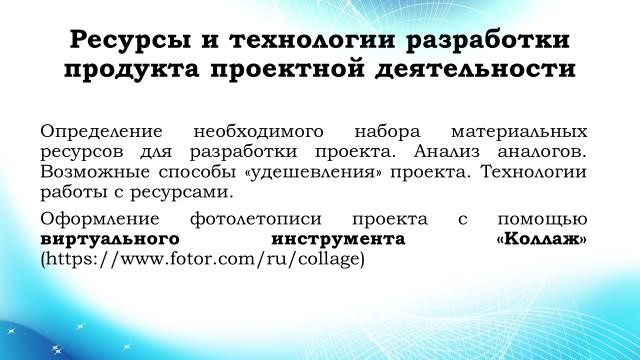 Ресурсы и технологии разработки
продукта проектной деятельности
Определение необходимого набора материальных
ресурсов для разработки проекта. Анализ аналогов.
Возможные способы «удешевления» проекта. Технологии
работы с ресурсами.
Оформление фотолетописи проекта с помощью
виртуального инструмента «Коллаж»
(https://www.fotor.com/ru/collage)